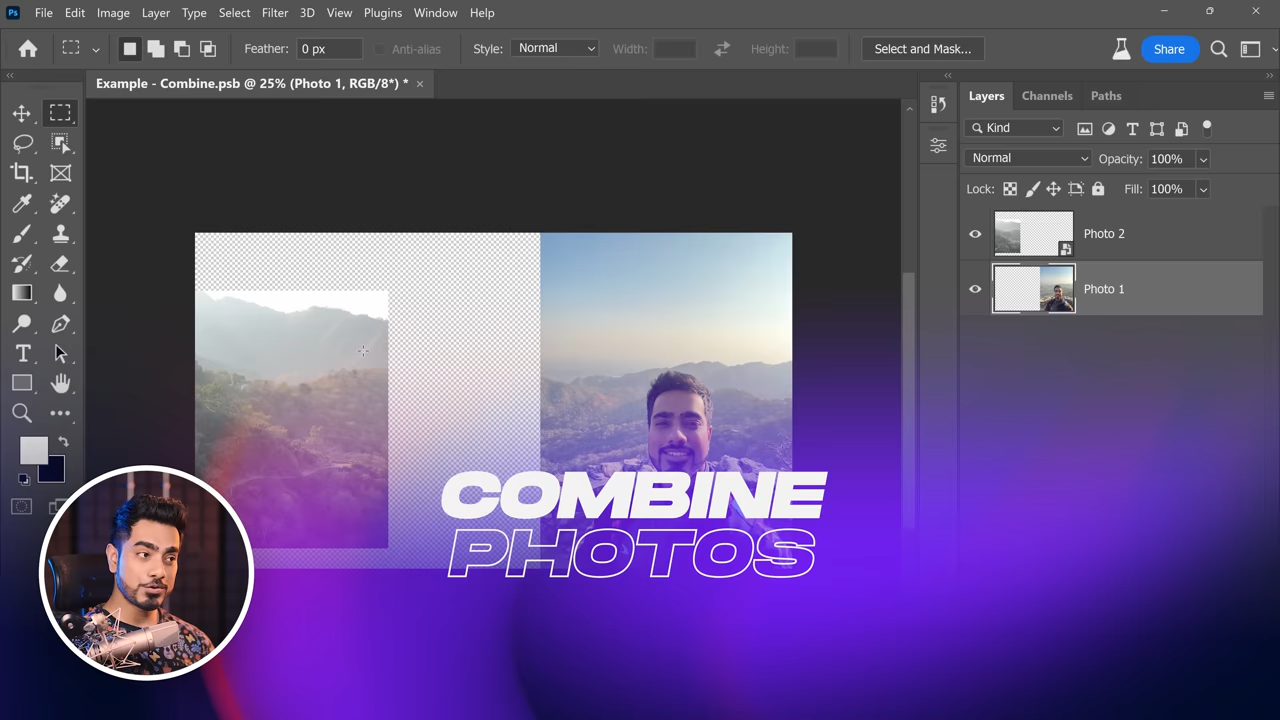 Ps File Edit Image Layer Type Select Filter 3D View Plugins Window Help
Feather: 0 px Anti-alias Style: Normal Width: Height: Select and Mask... Share
Example - Combine.psb @ 25% (Photo 1, RGB/8*) * ×
Layers Channels Paths
Kind
Normal Opacity: 100%
Lock: Fill: 100%
Photo 2
Photo 1
COMBINE
PHOTOS